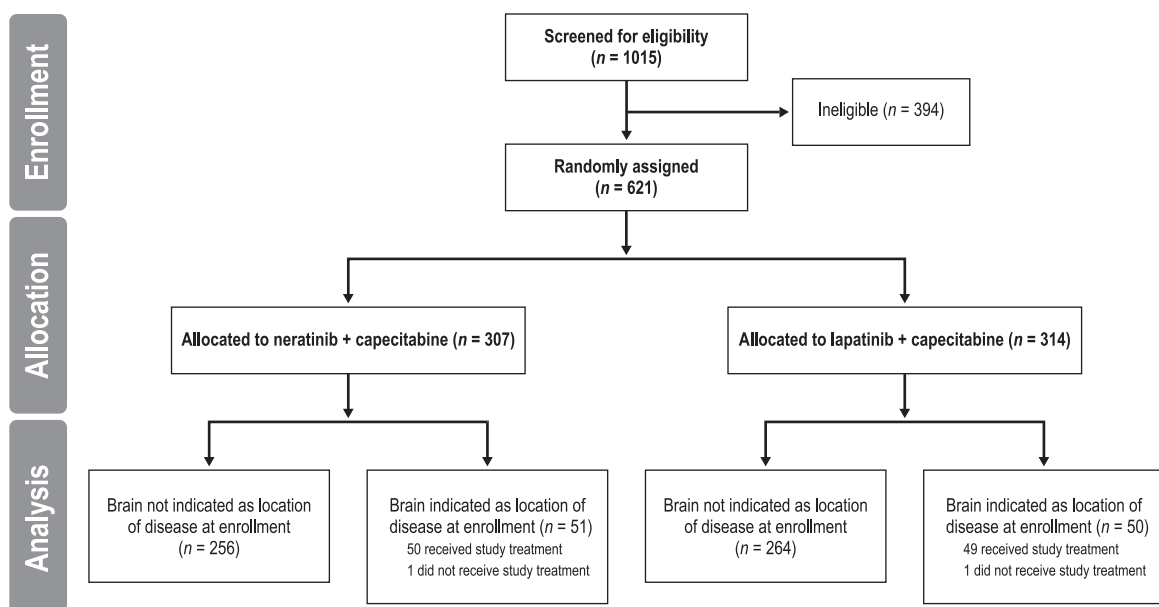 Enrollment
Screened for eligibility
(n = 1015)
Ineligible (n = 394)
Randomly assigned
(n = 621)
Allocation
Allocated to neratinib + capecitabine (n = 307)
Allocated to lapatinib + capecitabine (n = 314)
Analysis
Brain not indicated as location
of disease at enrollment
(n = 256)
Brain indicated as location of
disease at enrollment (n = 51)
50 received study treatment
1 did not receive study treatment
Brain not indicated as location
of disease at enrollment
(n = 264)
Brain indicated as location of
disease at enrollment (n = 50)
49 received study treatment
1 did not receive study treatment